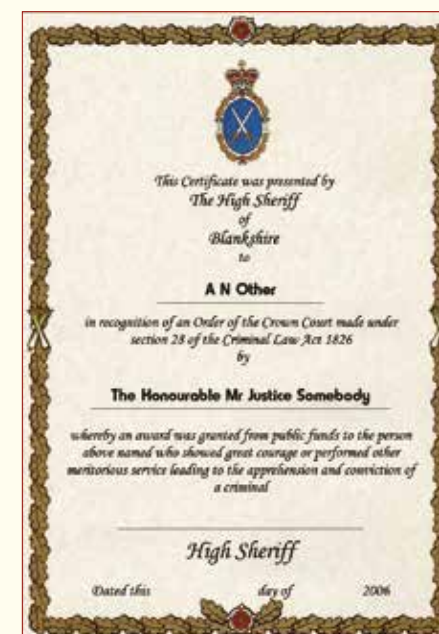 This Certificate was presented by
The High Sheriff
of
Blankshire
to
A N Other
in recognition of an Order of the Crown Court made under
section 28 of the Criminal Law Act 1826
by
The Honourable Mr Justice Somebody
whereby an award was granted from public funds to the person
above named who showed great courage or performed other
meritorious service leading to the apprehension and conviction of
a criminal
High Sheriff
Dated this day of 2006